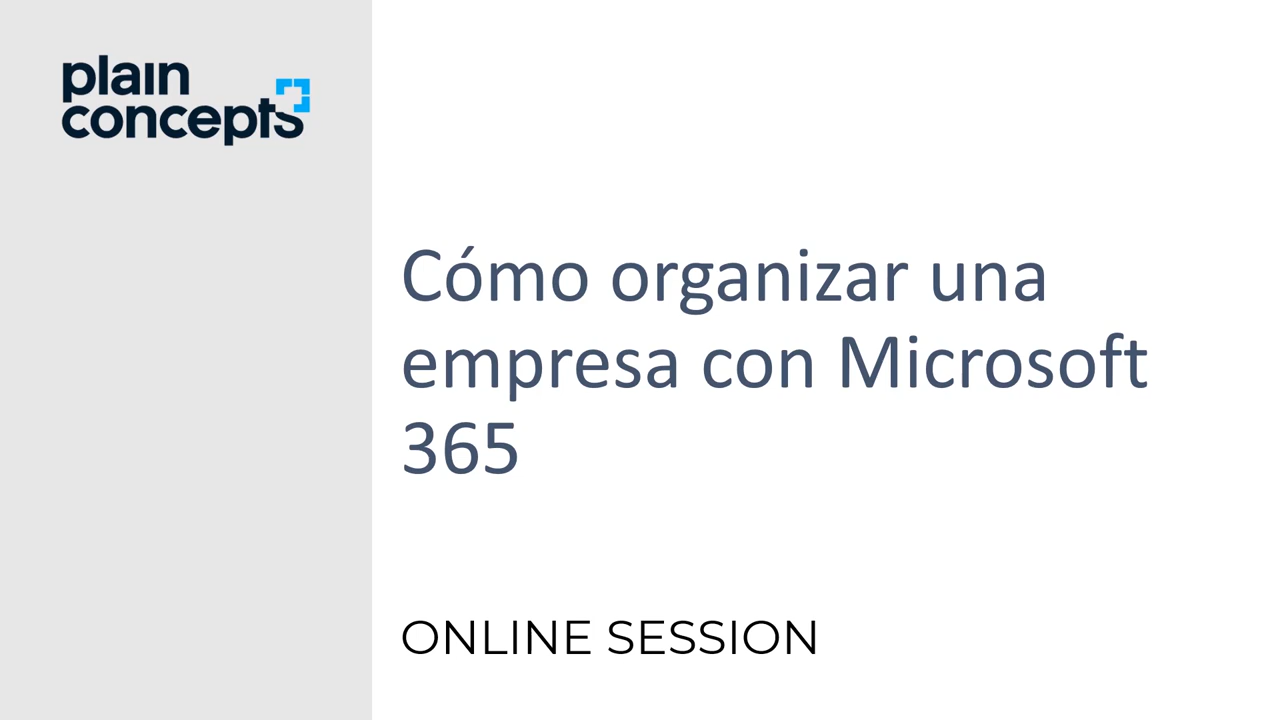 plain
concepts
Cómo organizar una
empresa con Microsoft
365
ONLINE SESSION